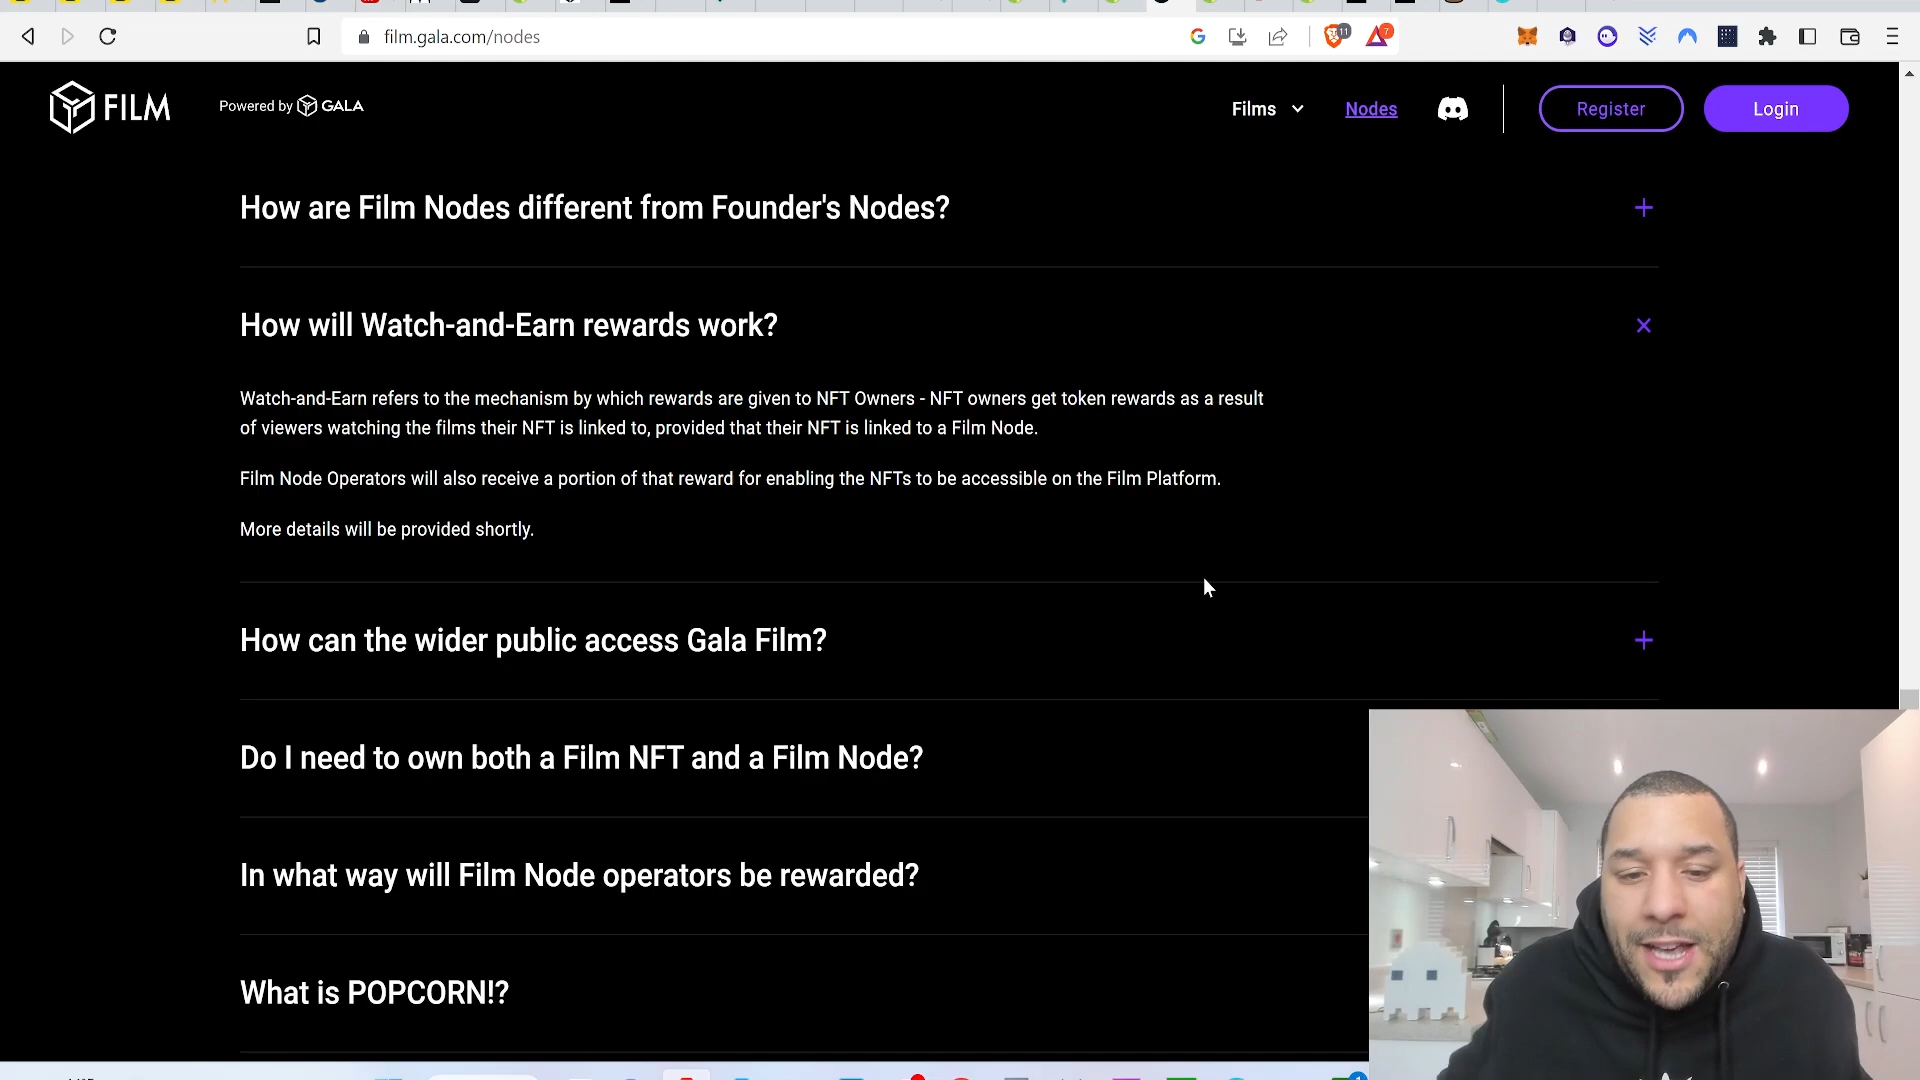 film.gala.com/nodes
11
7
FILM
Powered by GALA
Films
Nodes
Register
Login
How are Film Nodes different from Founder's Nodes?
How will Watch-and-Earn rewards work?
Watch-and-Earn refers to the mechanism by which rewards are given to NFT Owners - NFT owners get token rewards as a result
of viewers watching the films their NFT is linked to, provided that their NFT is linked to a Film Node.
Film Node Operators will also receive a portion of that reward for enabling the NFTs to be accessible on the Film Platform.
More details will be provided shortly.
How can the wider public access Gala Film?
Do I need to own both a Film NFT and a Film Node?
In what way will Film Node operators be rewarded?
What is POPCORN!?